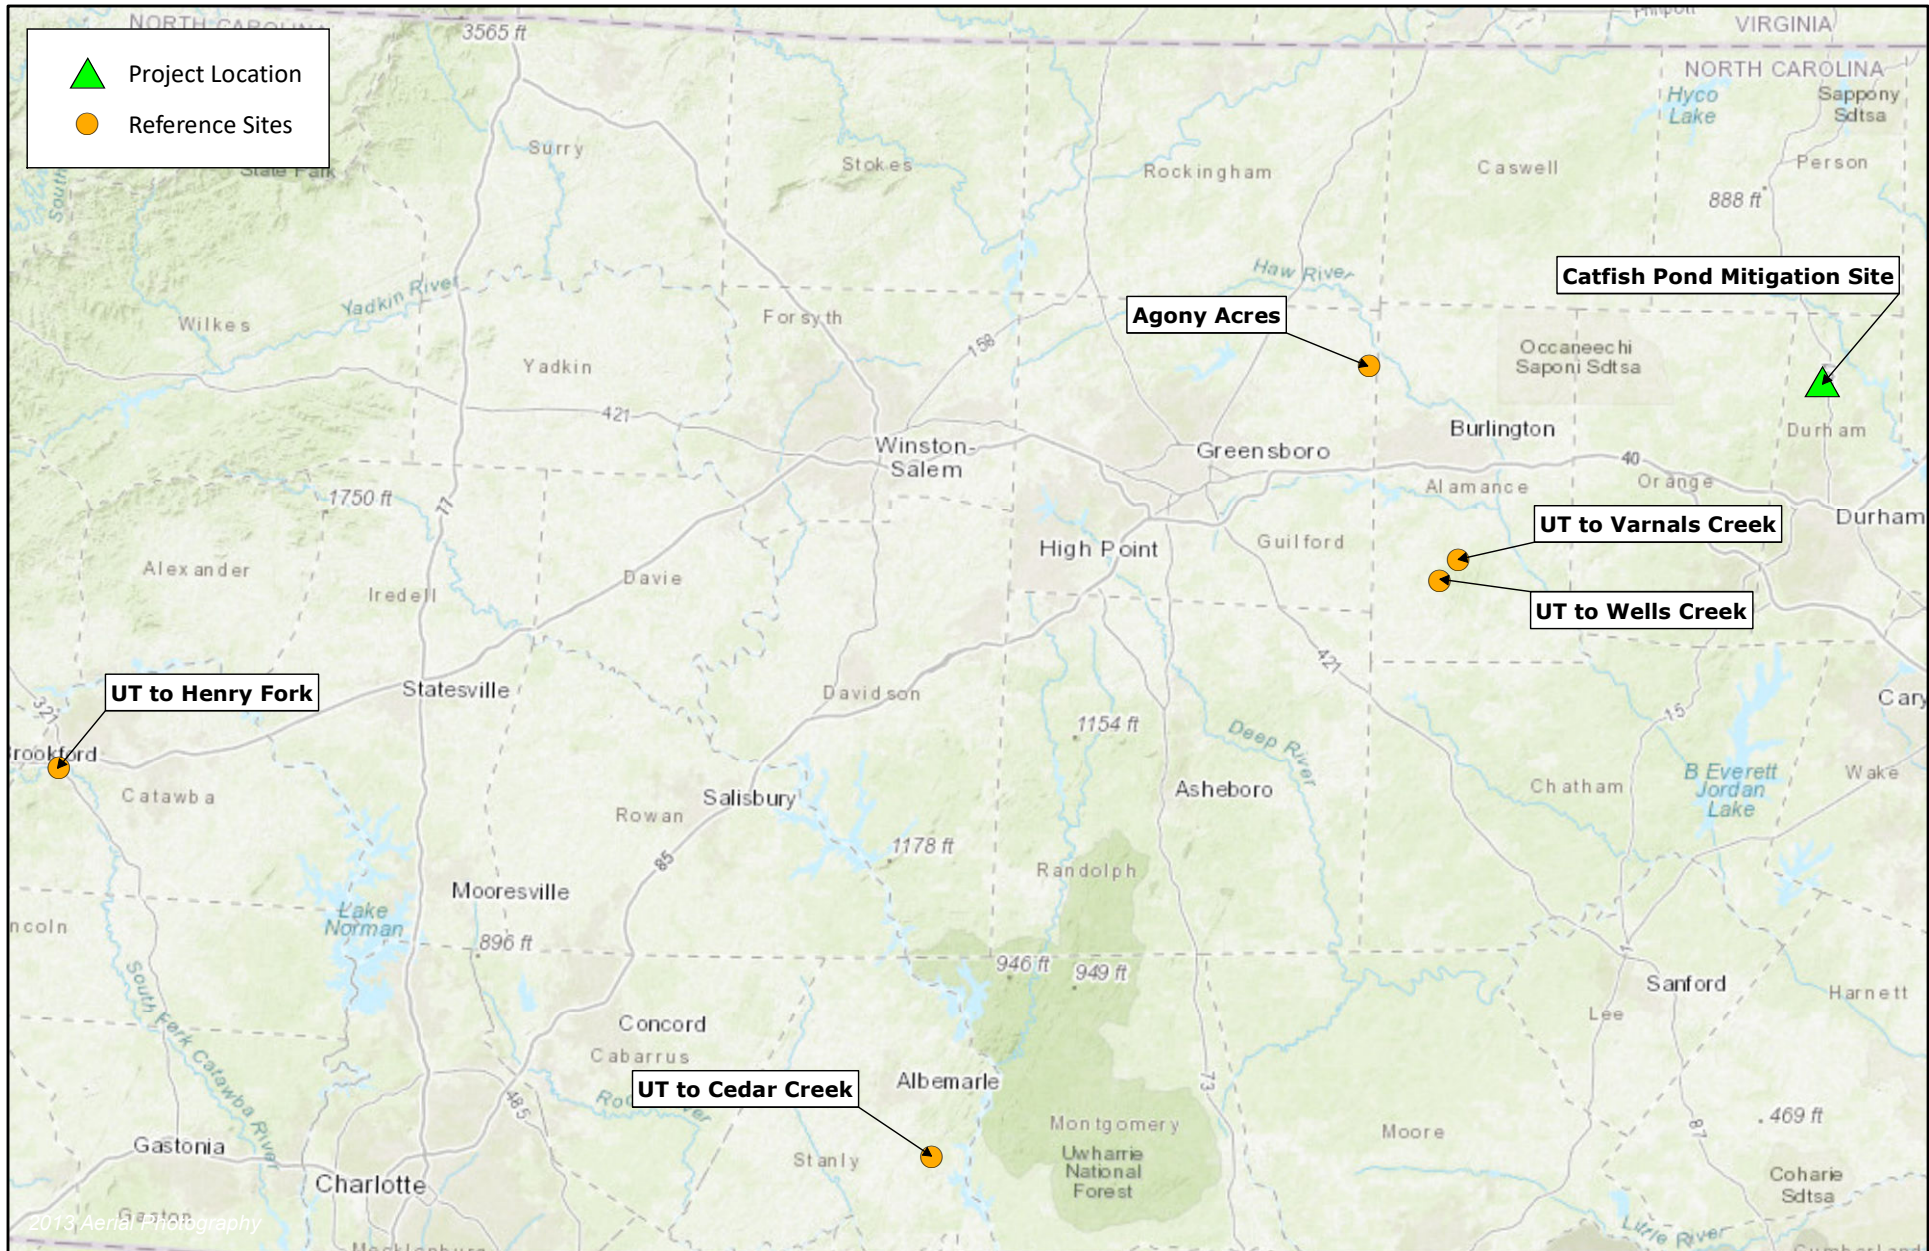 NORTH CAROLINA
3565 ft
VIRGINIA
NORTH CAROLINA
Project Location
Reference Sites
State Park
South
Hyco
Lake
Sappony
Sdtsa
Surry
Stokes
Rockingham
Caswell
Person
888 ft
Haw River
Catfish Pond Mitigation Site
Agony Acres
Yadkin River
Wilkes
Forsyth
158
Yadkin
Occaneechi
Saponi Sdtsa
421
Winston-
Salem
Greensboro
Burlington
Durham
40
1750 ft
77
Alamance
Orange
Durham
UT to Varnals Creek
High Point
Guilford
Alexander
Iredell
Davie
UT to Wells Creek
421
UT to Henry Fork
Statesville
Davidson
321
Brookford
1154 ft
Deep River
15
Cary
Catawba
Salisbury
Rowan
Asheboro
Chatham
B Everett
Jordan
Lake
Wake
85
1178 ft
Randolph
Mooresville
Lake
Norman
ncoln
896 ft
946 ft
949 ft
South Fork Catawba River
Sanford
Harnett
Lee
Concord
Cabarrus
Albemarle
UT to Cedar Creek
485
73
Montgomery
Uwharrie
National
Forest
Moore
87
469 ft
Gastonia
Stanly
Charlotte
Coharie
Sdtsa
Gaston
2013 Aerial Photography
Little River